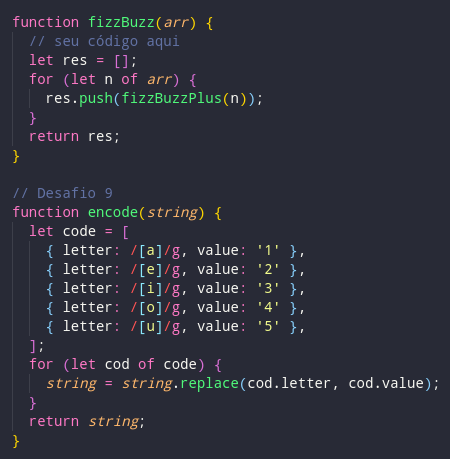 function fizzBuzz(arr) {
  // seu código aqui
  let res = [];
  for (let n of arr) {
    res.push(fizzBuzzPlus(n));
  }
  return res;
}

// Desafio 9
function encode(string) {
  let code = [
    { letter: /[a]/g, value: '1' },
    { letter: /[e]/g, value: '2' },
    { letter: /[i]/g, value: '3' },
    { letter: /[o]/g, value: '4' },
    { letter: /[u]/g, value: '5' },
  ];
  for (let cod of code) {
    string = string.replace(cod.letter, cod.value);
  }
  return string;
}